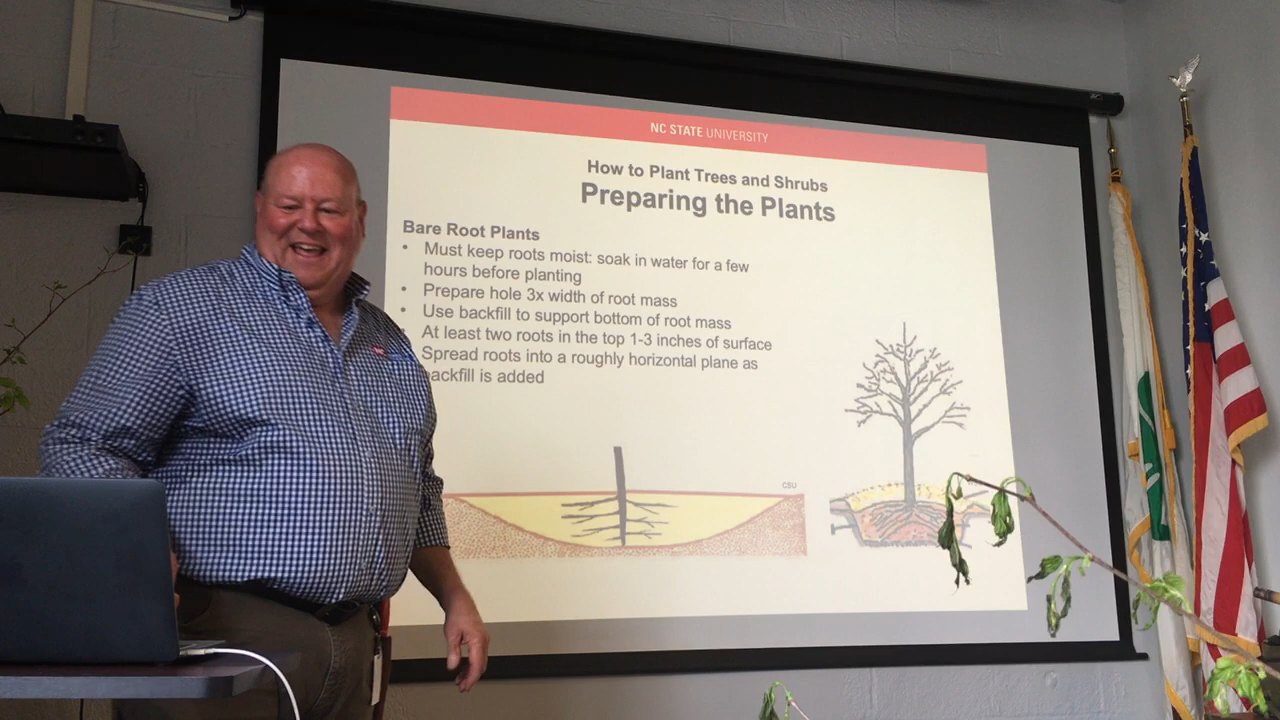 NC STATE UNIVERSITY
How to Plant Trees and Shrubs
Preparing the Plants
Bare Root Plants
• Must keep roots moist: soak in water for a few
hours before planting
• Prepare hole 3x width of root mass
• Use backfill to support bottom of root mass
• At least two roots in the top 1-3 inches of surface
Spread roots into a roughly horizontal plane as
ackfill is added
CSU